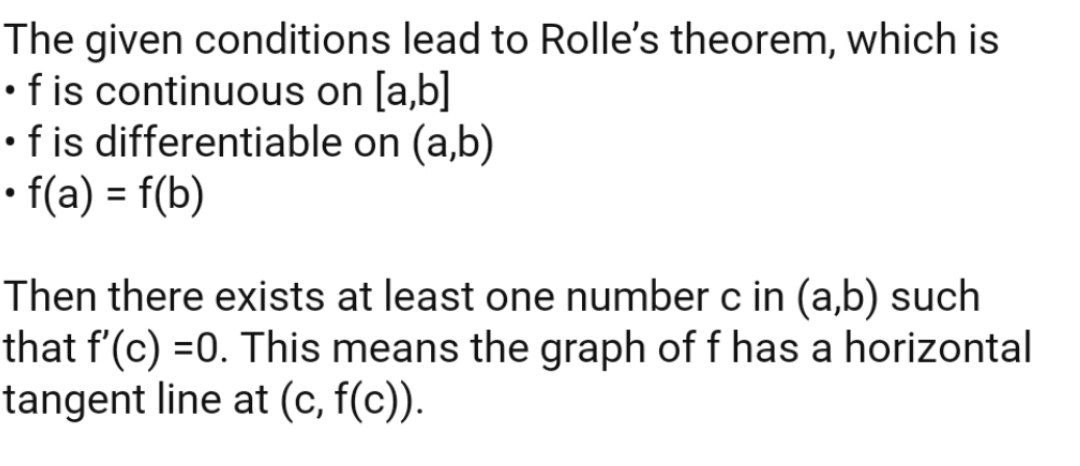 The given conditions lead to Rolle’s theorem, which is
• f is continuous on [a,b]
• f is differentiable on (a,b)
• f(a) = f(b)
Then there exists at least one number c in (a,b) such
that f’(c) =0. This means the graph of f has a horizontal
tangent line at (c, f(c)).